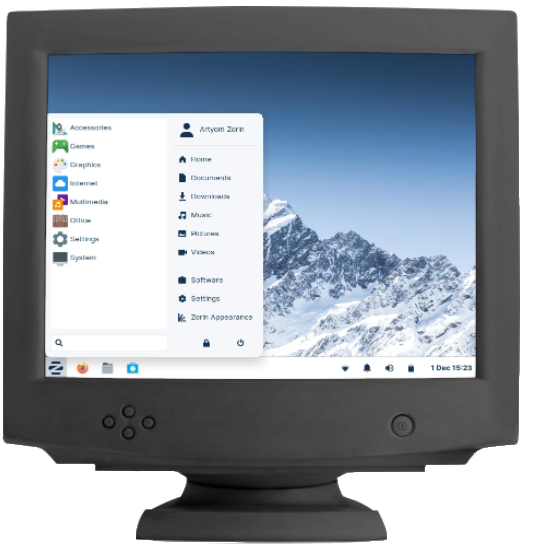 Accessories
Games
Graphics
Internet
Multimedia
Office
Settings
System
Artyom Zorin
Home
Documents
Downloads
Music
Pictures
Videos
Software
Settings
Zorin Appearance
1 Dec 15:23